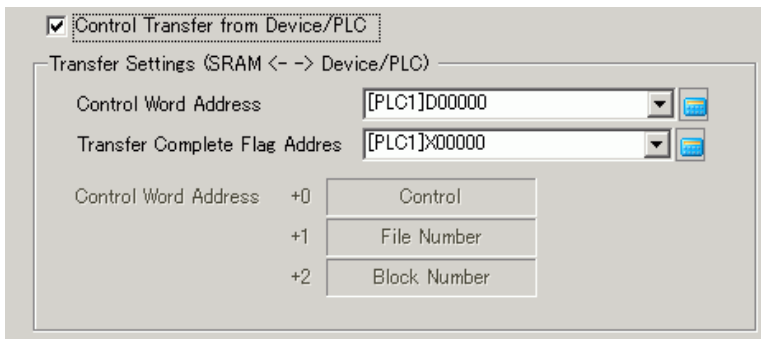 Control Transfer from Device/PLC
Transfer Settings (SRAM <- -> Device/PLC)
Control Word Address [PLC1]D00000
Transfer Complete Flag Addres [PLC1]X00000
Control Word Address +0 Control
+1 File Number
+2 Block Number